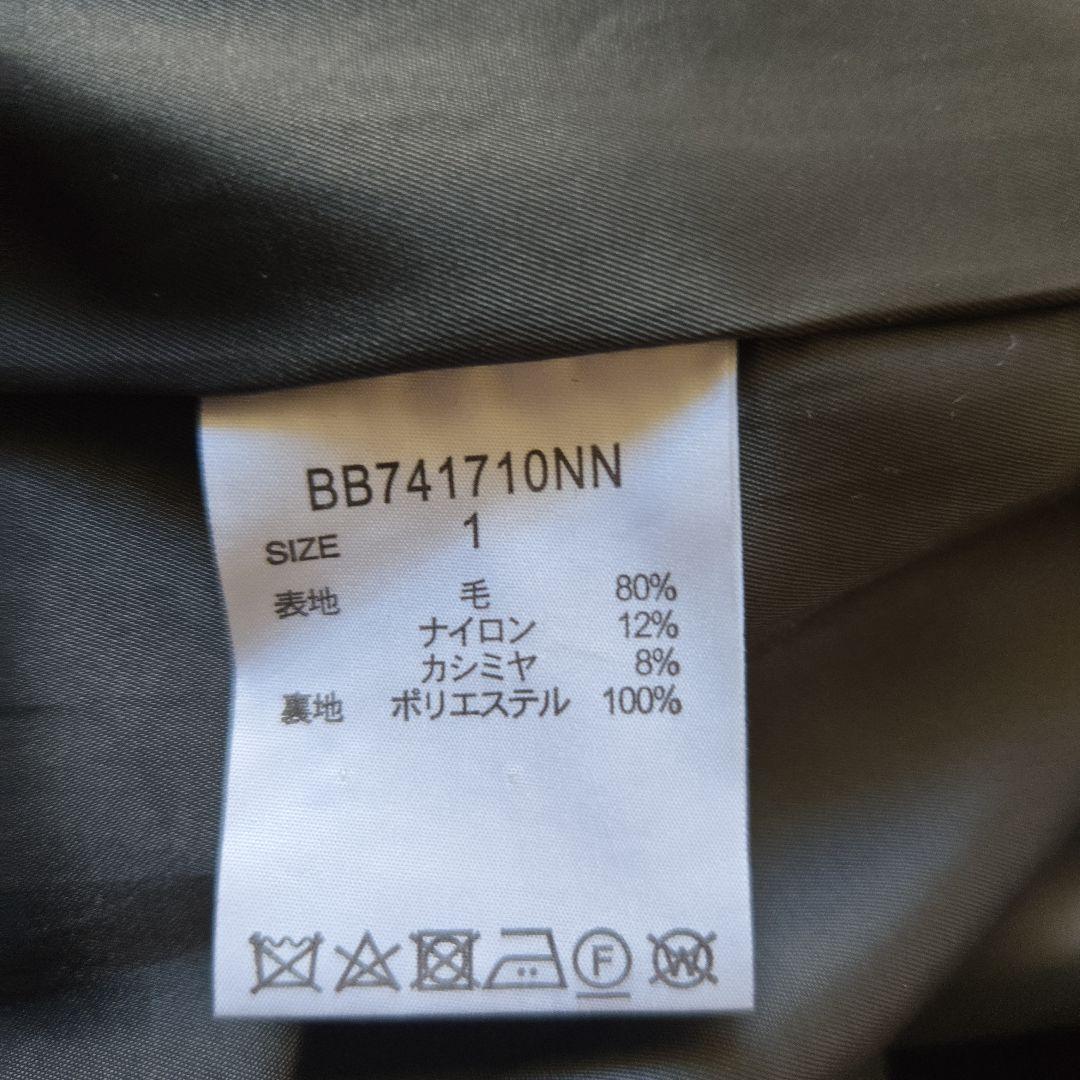 BB741710NN
SIZE 1
表地 毛 80%
ナイロン 12%
カシミヤ 8%
裏地 ポリエステル 100%
F W